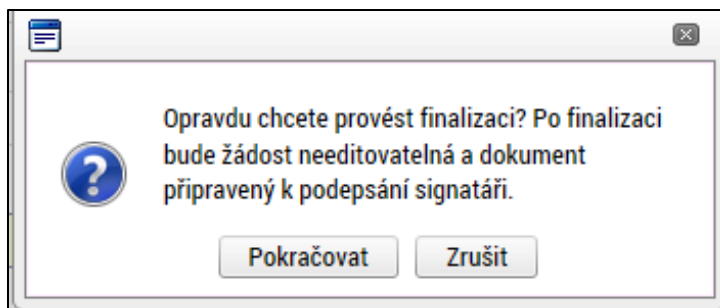 Opravdu chcete provést finalizaci? Po finalizaci
bude žádost needitovatelná a dokument
připravený k podepsání signatáři.
Pokračovat Zrušit